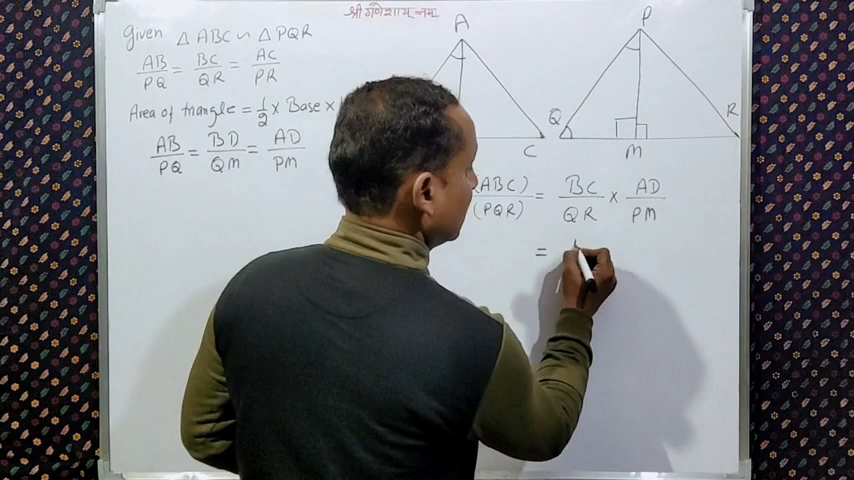 श्री गणेशाय नमः
Given △ABC ∽ △PQR
AB/PQ = BC/QR = AC/PR
Area of triangle = 1/2 × Base ×
AB/PQ = BD/QM = AD/PM
A
C
P
Q
R
M
(ABC)/(PQR) = BC/QR × AD/PM
=